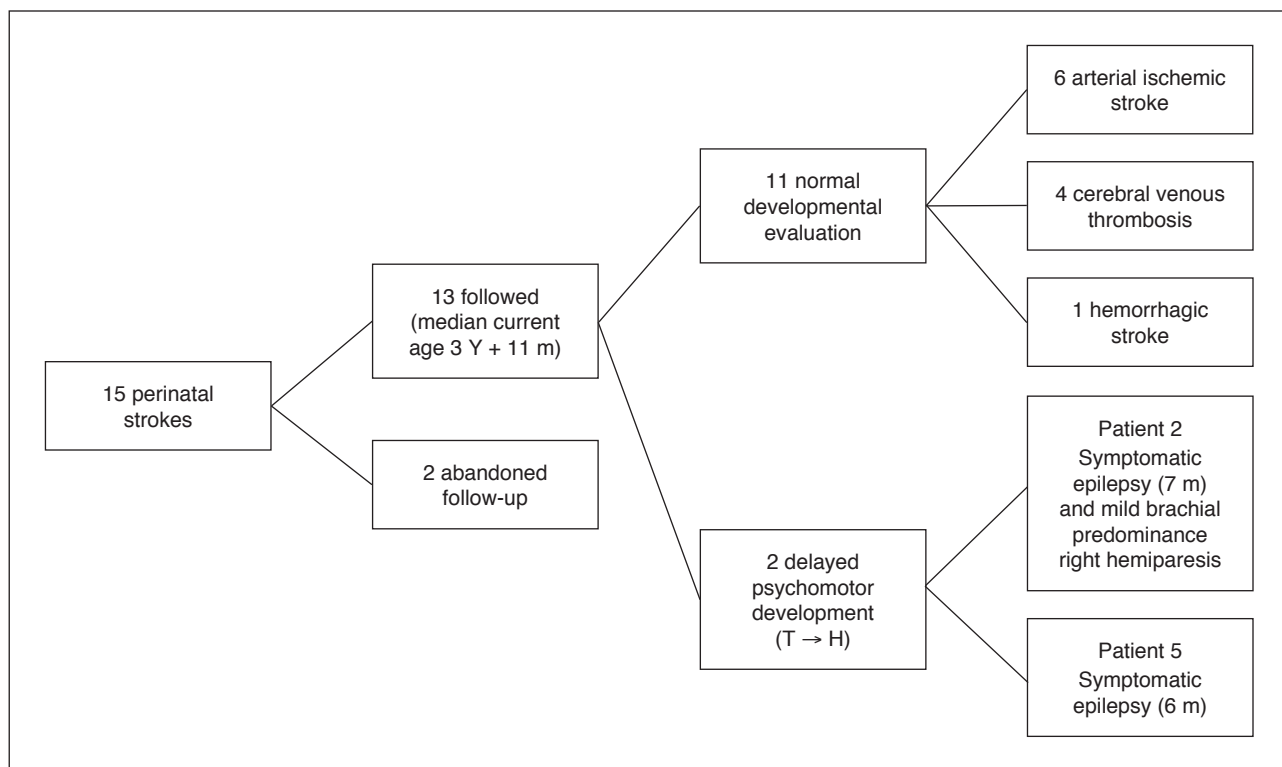 15 perinatal
strokes
13 followed
(median current
age 3 Y + 11 m)
2 abandoned
follow-up
11 normal
developmental
evaluation
2 delayed
psychomotor
development
(T → H)
6 arterial ischemic
stroke
4 cerebral venous
thrombosis
1 hemorrhagic
stroke
Patient 2
Symptomatic
epilepsy (7 m)
and mild brachial
predominance
right hemiparesis
Patient 5
Symptomatic
epilepsy (6 m)